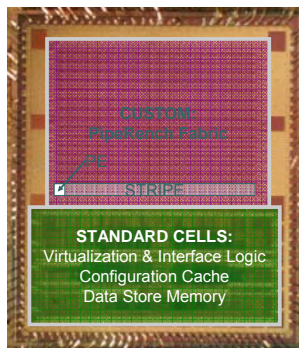 CUSTOM:
PipeRench Fabric
PE
STRIPE
STANDARD CELLS:
Virtualization & Interface Logic
Configuration Cache
Data Store Memory